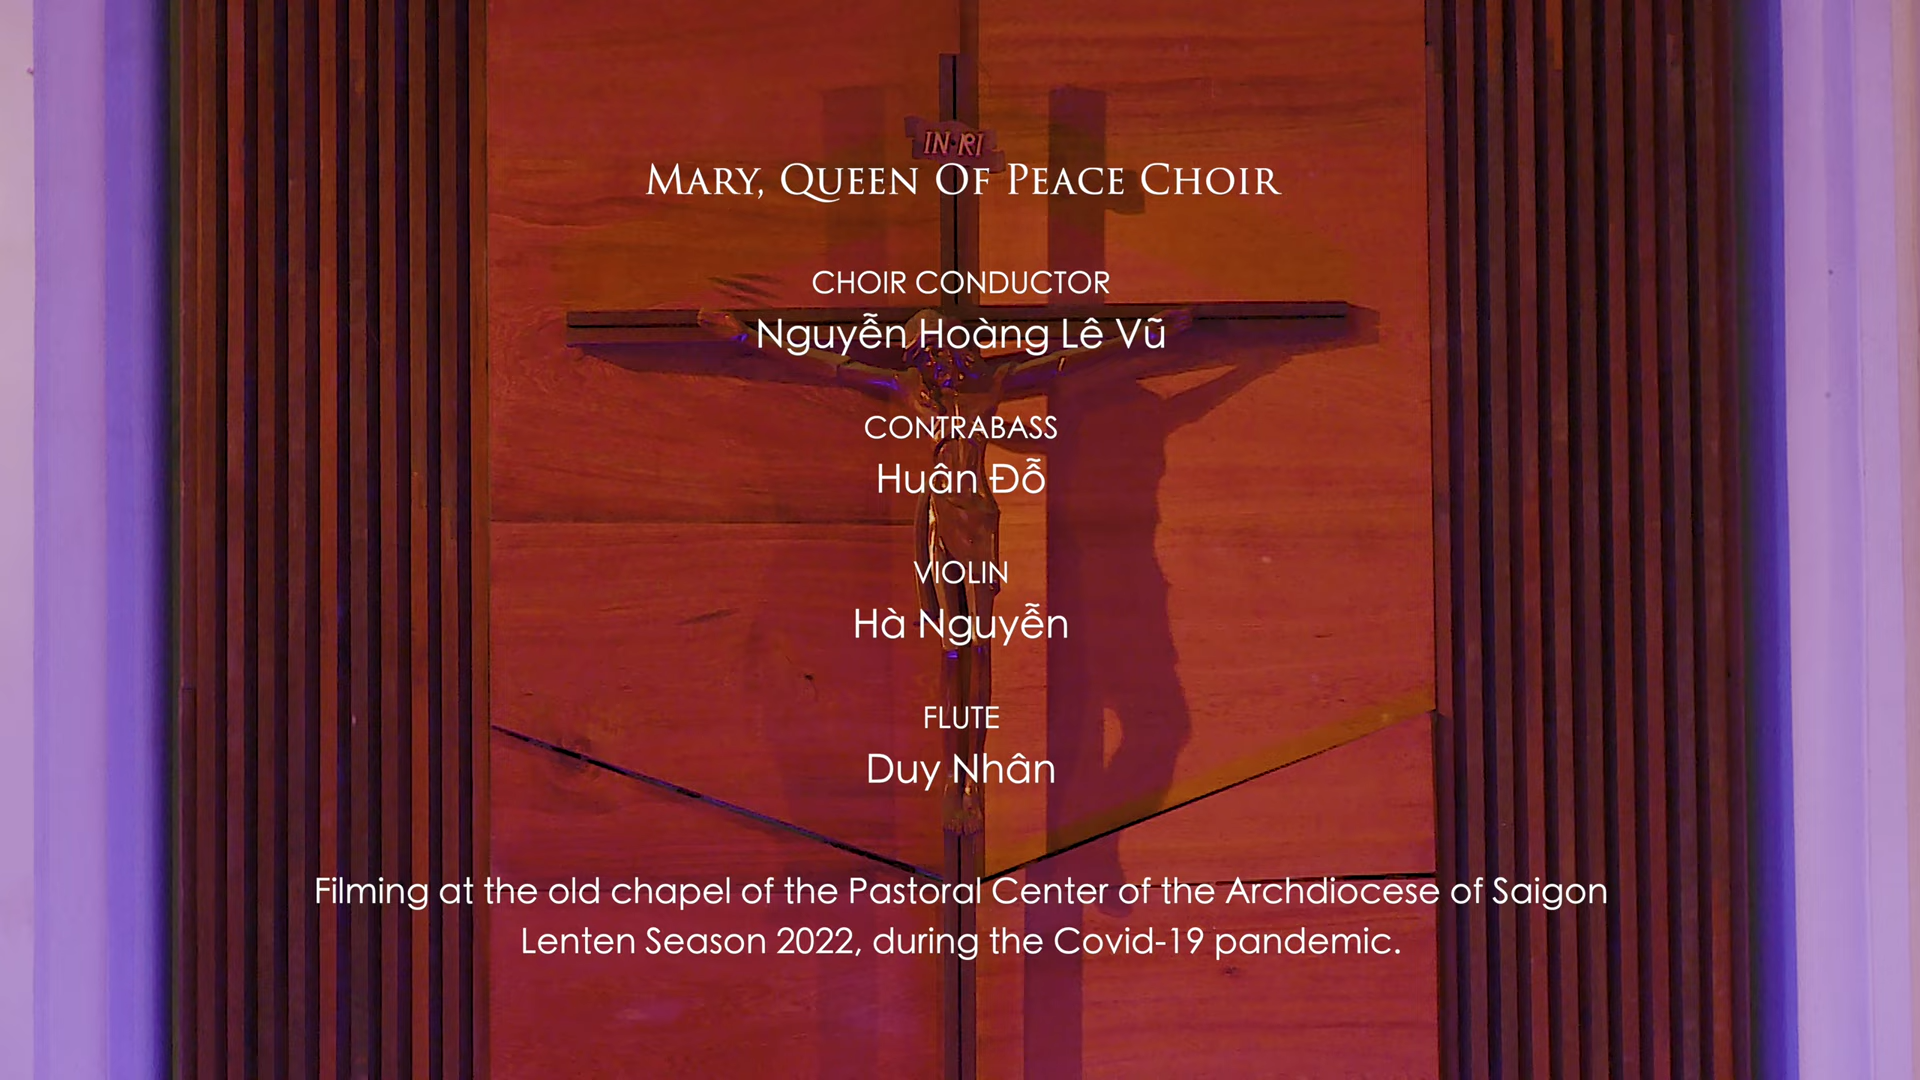 IN·RI
Mary, Queen Of Peace Choir
CHOIR CONDUCTOR
Nguyễn Hoàng Lê Vũ
CONTRABASS
Huân Đỗ
VIOLIN
Hà Nguyễn
FLUTE
Duy Nhân
Filming at the old chapel of the Pastoral Center of the Archdiocese of Saigon
Lenten Season 2022, during the Covid-19 pandemic.